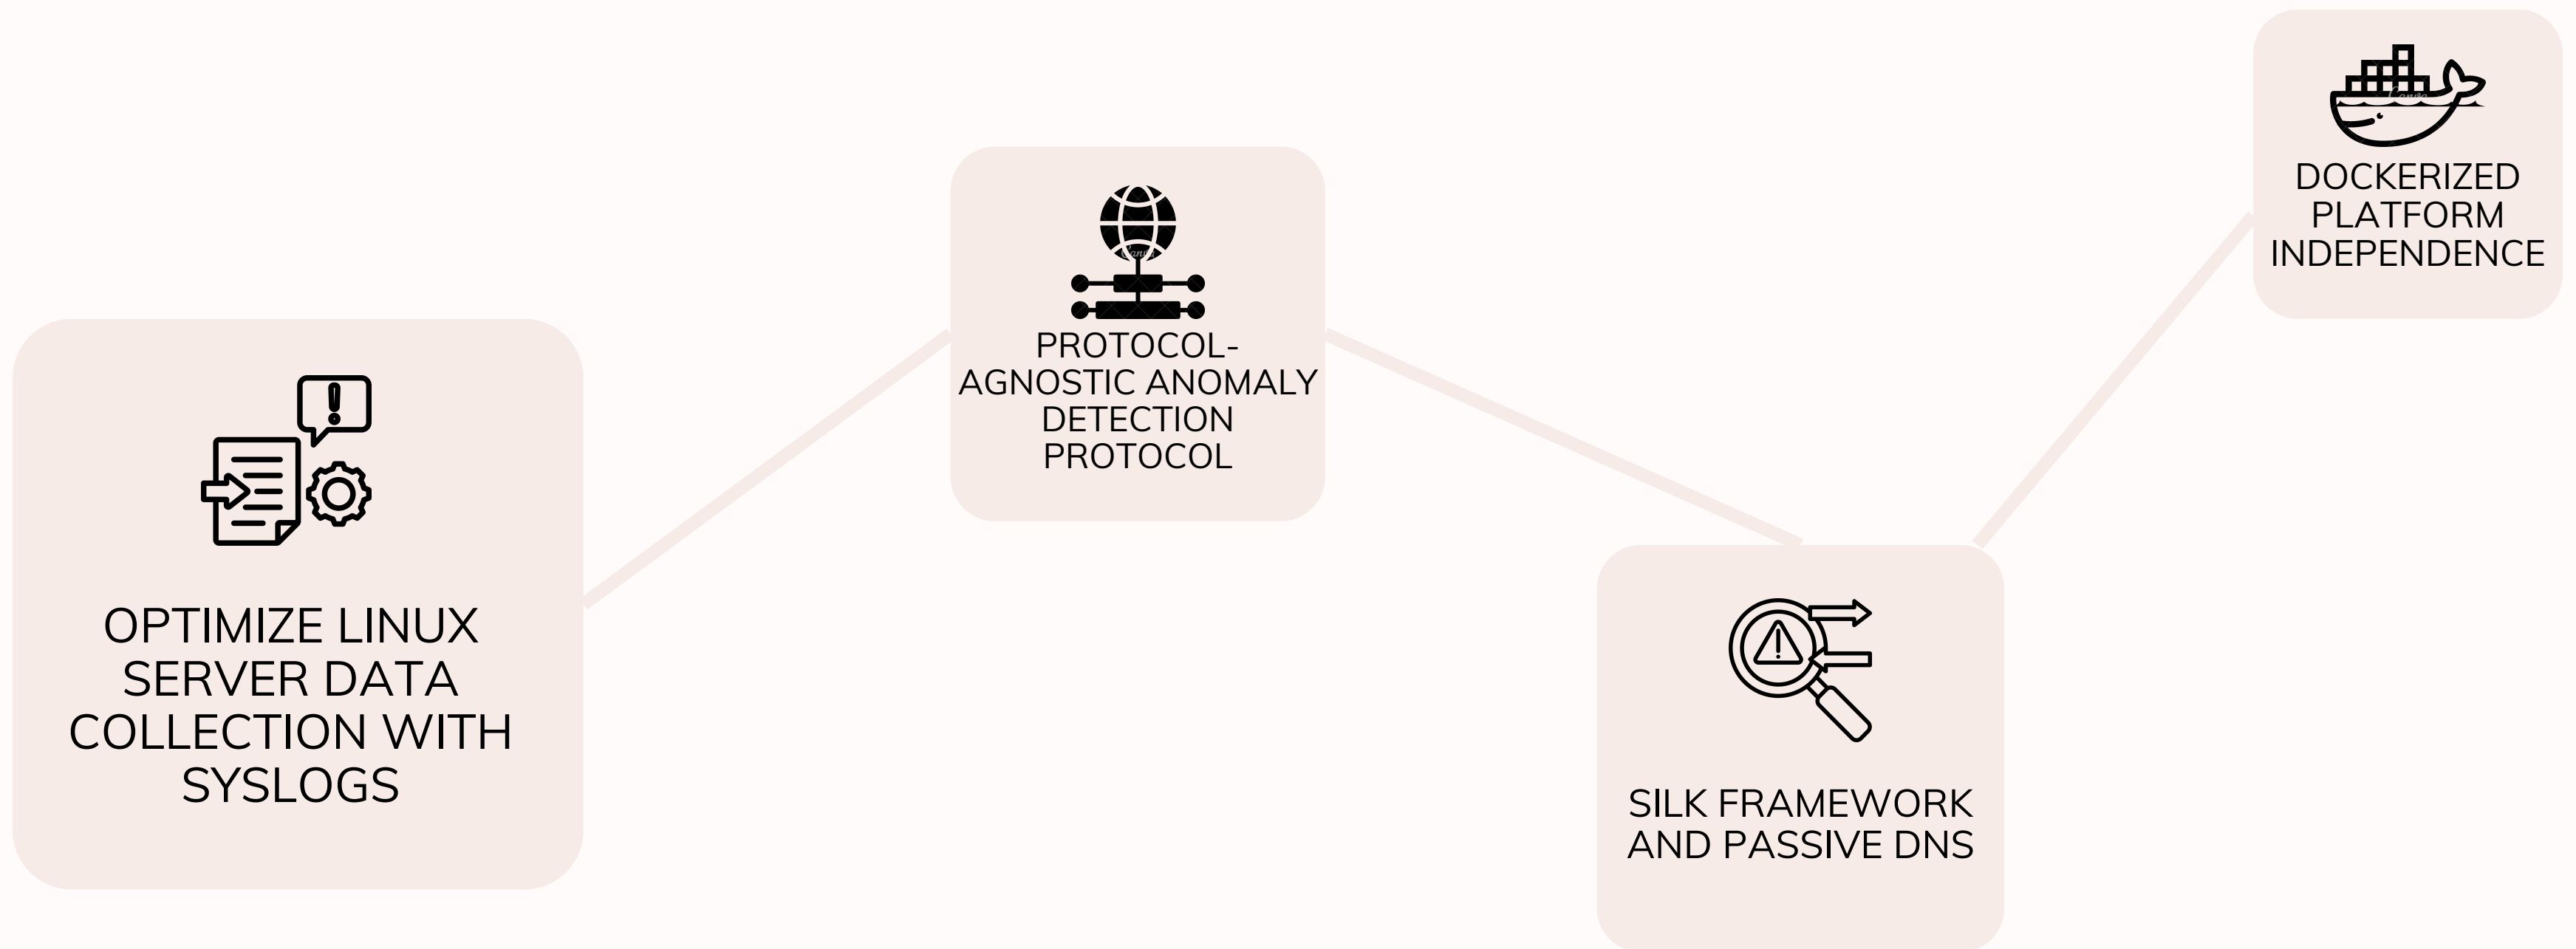 OPTIMIZE LINUX
SERVER DATA
COLLECTION WITH
SYSLOGS
PROTOCOL-
AGNOSTIC ANOMALY
DETECTION
PROTOCOL
SILK FRAMEWORK
AND PASSIVE DNS
Canva
DOCKERIZED
PLATFORM
INDEPENDENCE